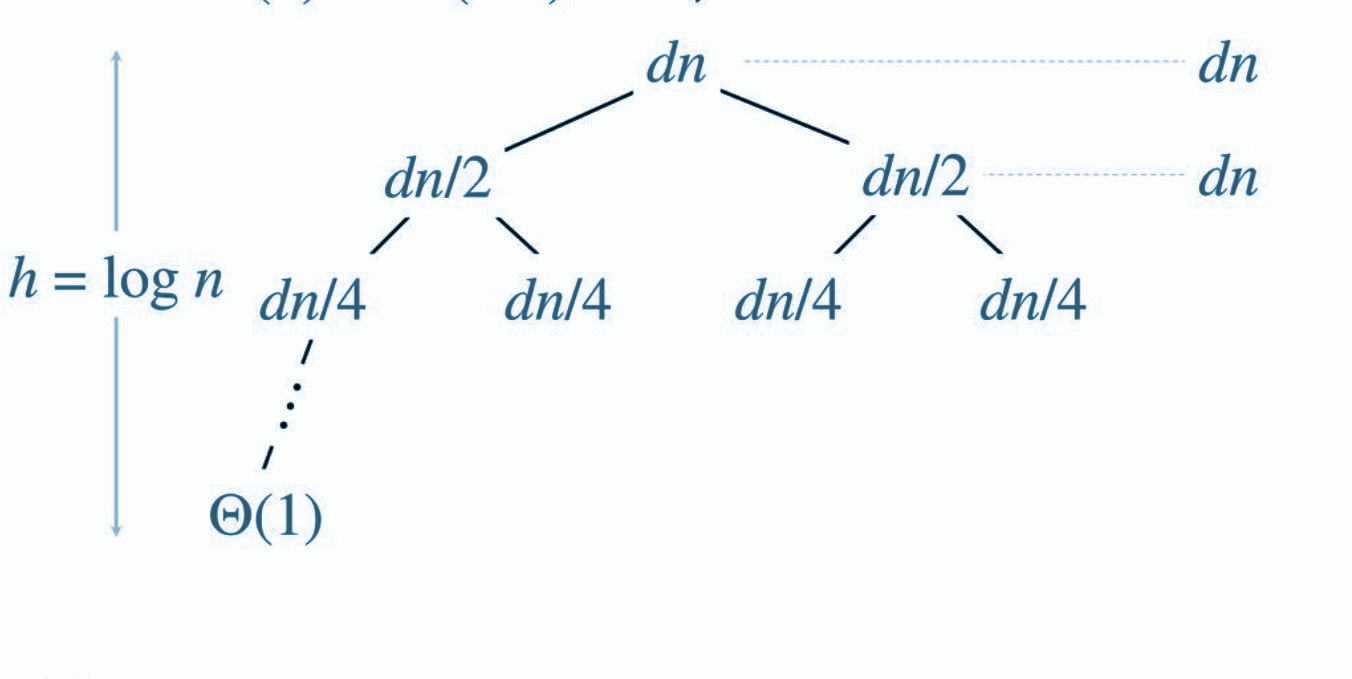 dn dn
dn/2 dn/2 dn
h = log n dn/4 dn/4 dn/4 dn/4
Θ(1)